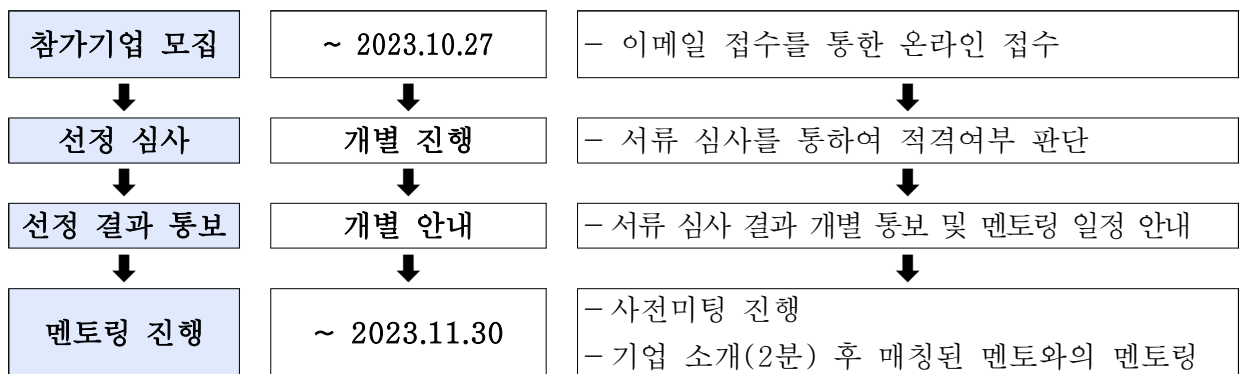 참가기업 모집
~ 2023.10.27
- 이메일 접수를 통한 온라인 접수
선정 심사
개별 진행
- 서류 심사를 통하여 적격여부 판단
선정 결과 통보
개별 안내
- 서류 심사 결과 개별 통보 및 멘토링 일정 안내
멘토링 진행
~ 2023.11.30
- 사전미팅 진행
- 기업 소개(2분) 후 매칭된 멘토와의 멘토링